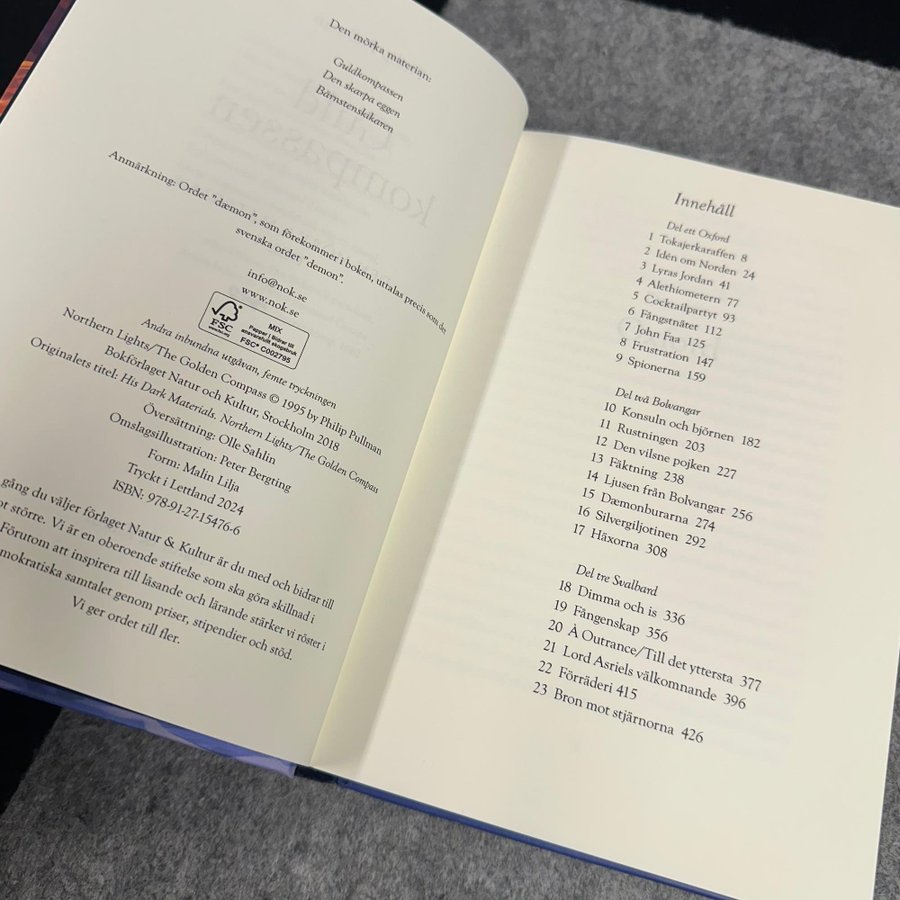 Den mörka materian:
Guldkompassen
Den skarpa eggen
Bärnstenskikaren
Anmärkning: Ordet ”dæmon”, som förekommer i boken, uttalas precis som det
svenska ordet ”demon”.
info@nok.se
www.nok.se
FSC
www.fsc.org
MIX
Papper | Bidrar till
ansvarsfullt skogsbruk
FSC® C002795
Andra inbundna utgåvan, femte tryckningen
Northern Lights/The Golden Compass © 1995 by Philip Pullman
Bokförlaget Natur och Kultur, Stockholm 2018
Originalets titel: His Dark Materials. Northern Lights/The Golden Compass
Översättning: Olle Sahlin
Omslagsillustration: Peter Bergting
Form: Malin Lilja
Tryckt i Lettland 2024
ISBN: 978-91-27-15476-6
gång du väljer förlaget Natur & Kultur är du med och bidrar till
ot större. Vi är en oberoende stiftelse som ska göra skillnad i
Förutom att inspirera till läsande och lärande stärker vi röster i
mokratiska samtalet genom priser, stipendier och stöd.
Vi ger ordet till fler.
Innehåll
Del ett Oxford
1 Tokajerkaraffen 8
2 Idén om Norden 24
3 Lyras Jordan 41
4 Alethiometern 77
5 Cocktailpartyt 93
6 Fångstnätet 112
7 John Faa 125
8 Frustration 147
9 Spionerna 159
Del två Bolvangar
10 Konsuln och björnen 182
11 Rustningen 203
12 Den vilsne pojken 227
13 Fäktning 238
14 Ljusen från Bolvangar 256
15 Dæmonburarna 274
16 Silvergiljotinen 292
17 Häxorna 308
Del tre Svalbard
18 Dimma och is 336
19 Fångenskap 356
20 À Outrance/Till det yttersta 377
21 Lord Asriels välkomnande 396
22 Förräderi 415
23 Bron mot stjärnorna 426